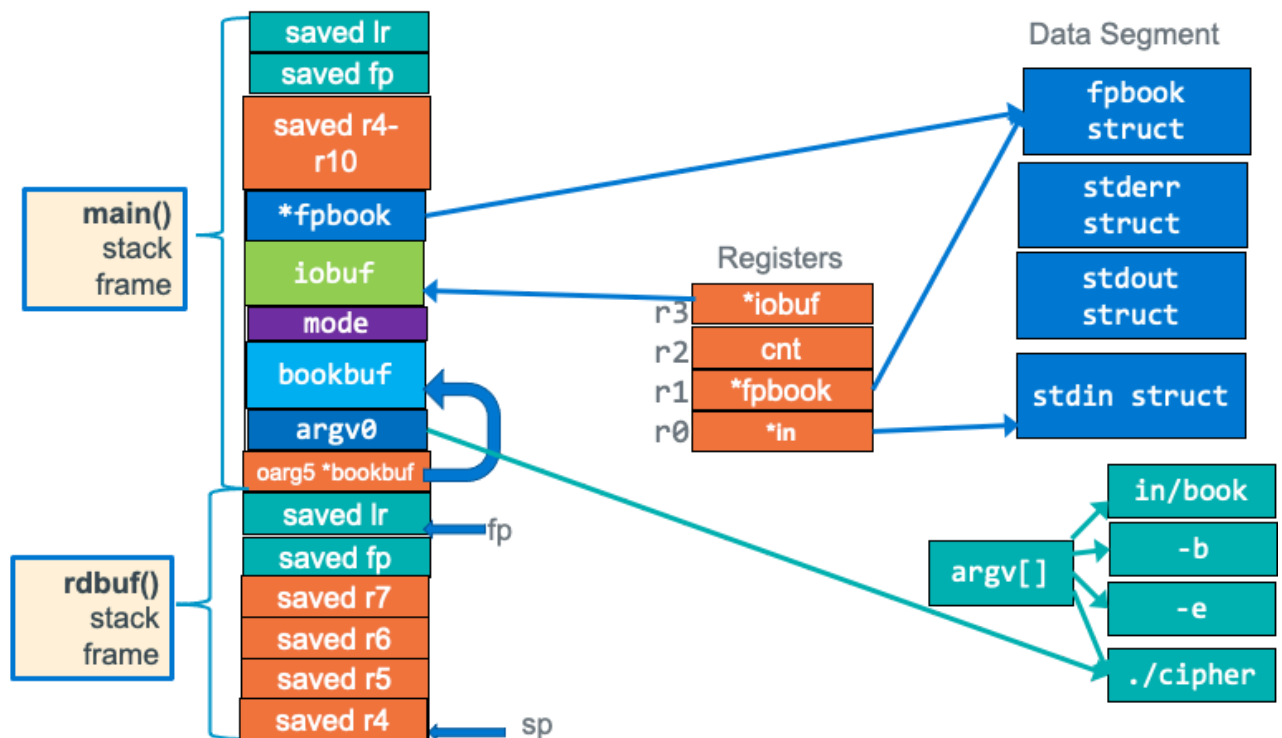 saved lr
saved fp
saved r4-
r10
*fpbook
iobuf
mode
bookbuf
argv0
oarg5 *bookbuf
saved lr
saved fp
saved r7
saved r6
saved r5
saved r4
main()
stack
frame
rdbuf()
stack
frame
fp
sp
Registers
r3
*iobuf
r2
cnt
r1
*fpbook
r0
*in
Data Segment
fpbook
struct
stderr
struct
stdout
struct
stdin struct
argv[]
in/book
-b
-e
./cipher